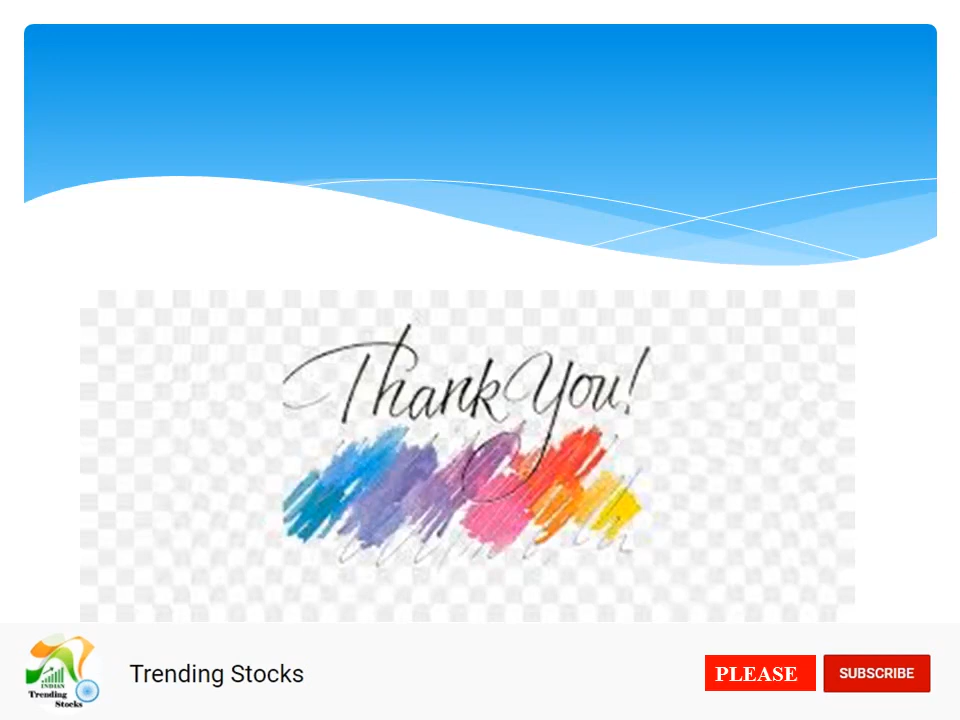 Thank You!
INDIAN
Trending
Stocks
Trending Stocks
PLEASE
SUBSCRIBE